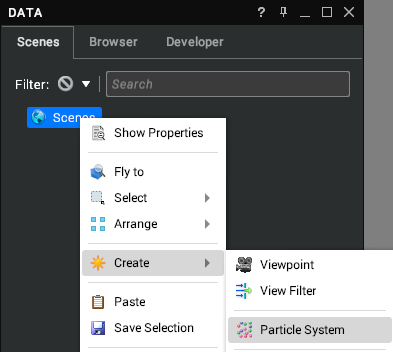 DATA
Scenes Browser Developer
Filter: Search
Scenes
Show Properties
Fly to
Select
Arrange
Create
Paste
Save Selection
Viewpoint
View Filter
Particle System